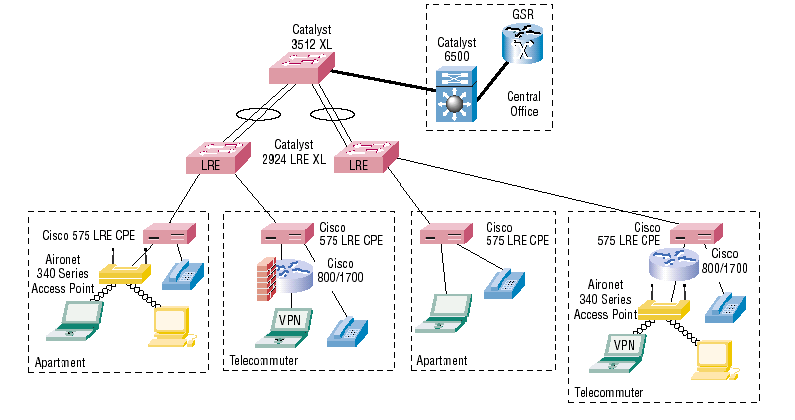 GSR
Catalyst
3512 XL
Catalyst
6500
Central
Office
Catalyst
2924 LRE XL
LRE
LRE
Cisco 575 LRE CPE
Aironet
340 Series
Access Point
Apartment
Cisco
575 LRE CPE
Cisco
800/1700
VPN
Telecommuter
Cisco
575 LRE CPE
Apartment
Cisco
575 LRE CPE
Cisco
800/1700
Aironet
340 Series
Access Point
VPN
Telecommuter